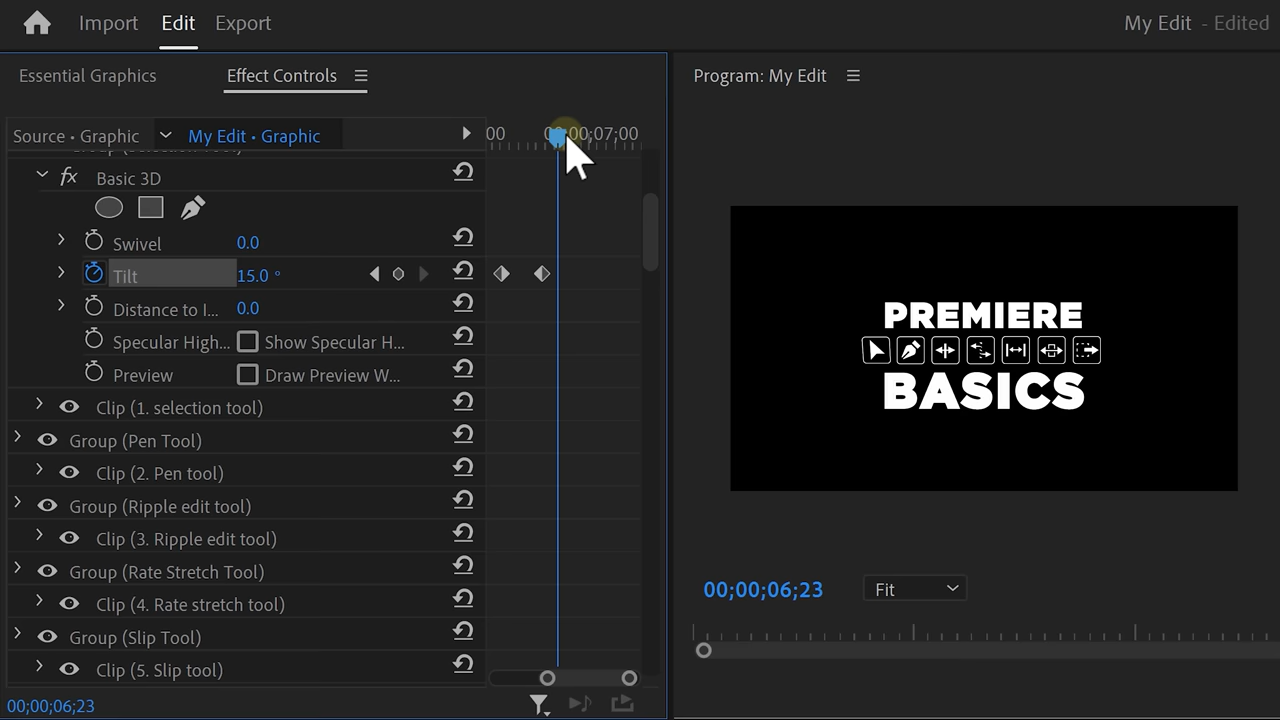 Import Edit Export My Edit - Edited
Essential Graphics Effect Controls Program: My Edit
Source • Graphic My Edit • Graphic 00 00;00;07;00
fx Basic 3D
Swivel 0.0
Tilt 15.0 °
Distance to I... 0.0
Specular High... Show Specular H...
Preview Draw Preview W...
Clip (1. selection tool)
Group (Pen Tool)
Clip (2. Pen tool)
Group (Ripple edit tool)
Clip (3. Ripple edit tool)
Group (Rate Stretch Tool)
Clip (4. Rate stretch tool)
Group (Slip Tool)
Clip (5. Slip tool)
00;00;06;23
PREMIERE
BASICS
00;00;06;23 Fit